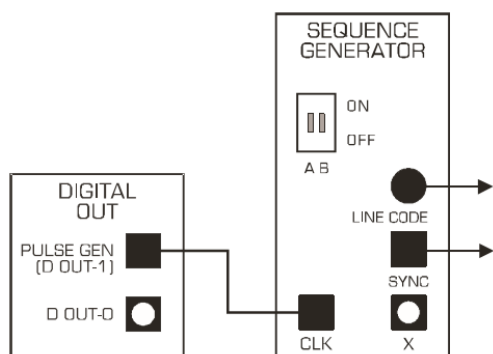 SEQUENCE
GENERATOR
ON
OFF
A B
LINE CODE
SYNC
CLK
X
DIGITAL
OUT
PULSE GEN
(D OUT-1)
D OUT-0